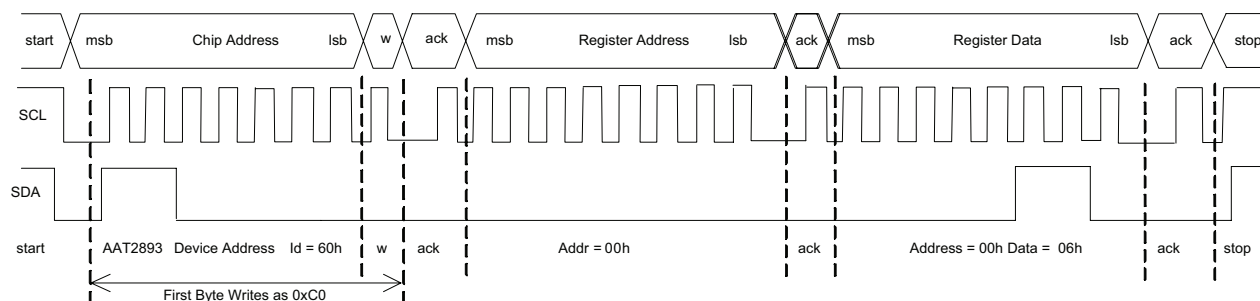 start msb Chip Address lsb w ack msb Register Address lsb ack msb Register Data lsb ack stop
SCL
SDA
start AAT2893 Device Address Id = 60h w ack Addr = 00h ack Address = 00h Data = 06h ack stop
First Byte Writes as 0xC0